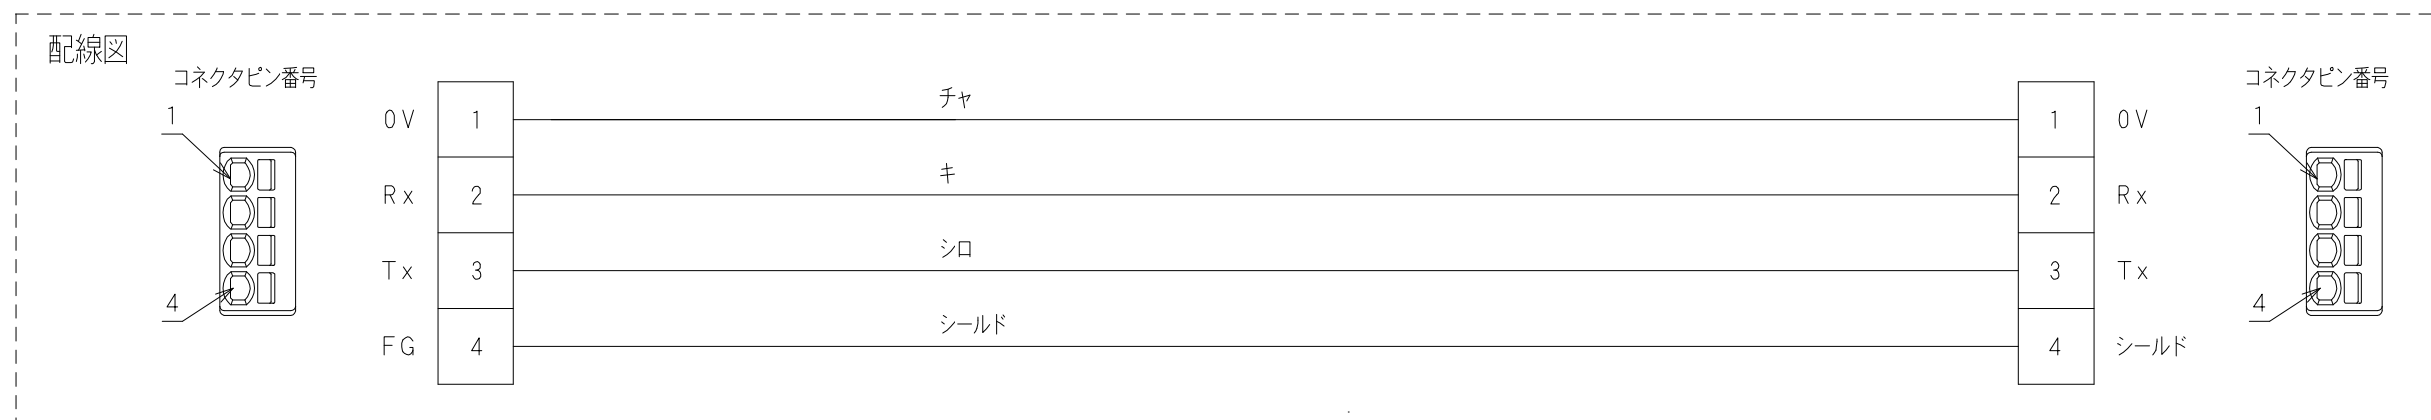 配線図
コネクタピン番号
1
4
0V 1 チャ 1 0V
Rx 2 キ 2 Rx
Tx 3 シロ 3 Tx
FG 4 シールド 4 シールド
コネクタピン番号
1
4